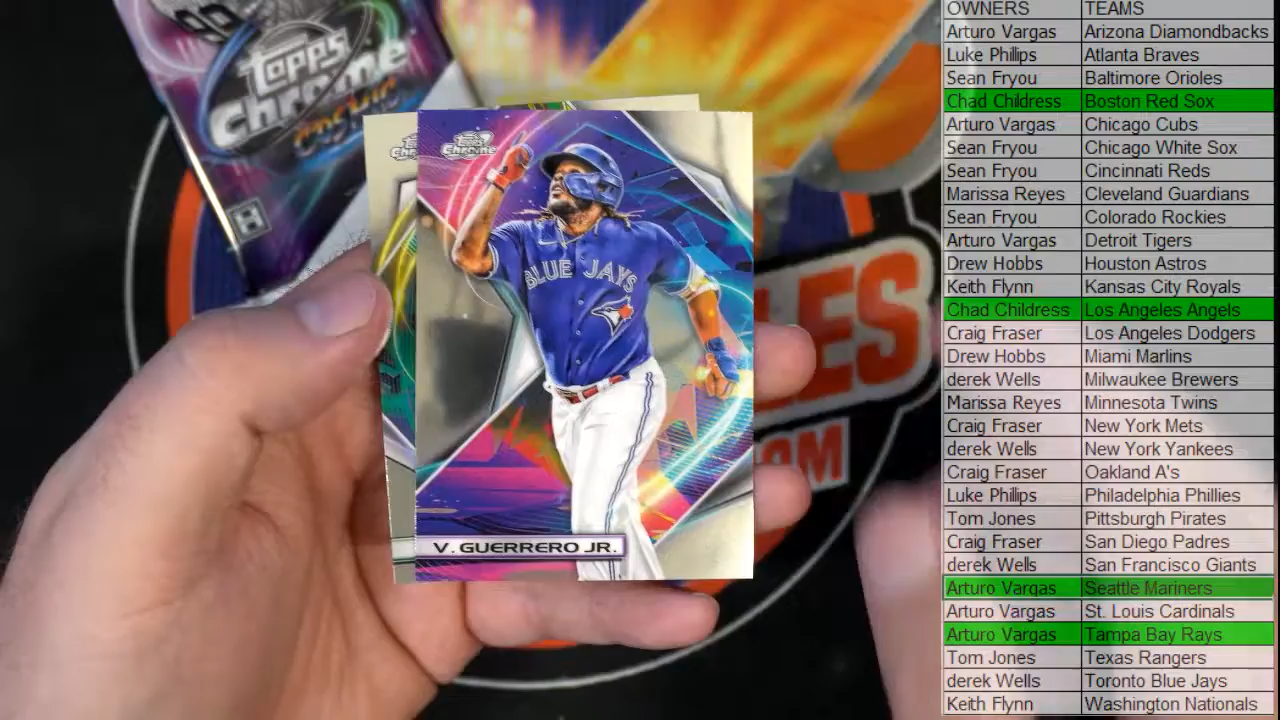 Topps
Chrome
COSMIC
H
Topps
Chrome
BLUE JAYS
V. GUERRERO JR.
LES
OM
OWNERS TEAMS
Arturo Vargas Arizona Diamondbacks
Luke Phillps Atlanta Braves
Sean Fryou Baltimore Orioles
Chad Childress Boston Red Sox
Arturo Vargas Chicago Cubs
Sean Fryou Chicago White Sox
Sean Fryou Cincinnati Reds
Marissa Reyes Cleveland Guardians
Sean Fryou Colorado Rockies
Arturo Vargas Detroit Tigers
Drew Hobbs Houston Astros
Keith Flynn Kansas City Royals
Chad Childress Los Angeles Angels
Craig Fraser Los Angeles Dodgers
Drew Hobbs Miami Marlins
derek Wells Milwaukee Brewers
Marissa Reyes Minnesota Twins
Craig Fraser New York Mets
derek Wells New York Yankees
Craig Fraser Oakland A's
Luke Philips Philadelphia Phillies
Tom Jones Pittsburgh Pirates
Craig Fraser San Diego Padres
derek Wells San Francisco Giants
Arturo Vargas Seattle Mariners
Arturo Vargas St. Louis Cardinals
Arturo Vargas Tampa Bay Rays
Tom Jones Texas Rangers
derek Wells Toronto Blue Jays
Keith Flynn Washington Nationals